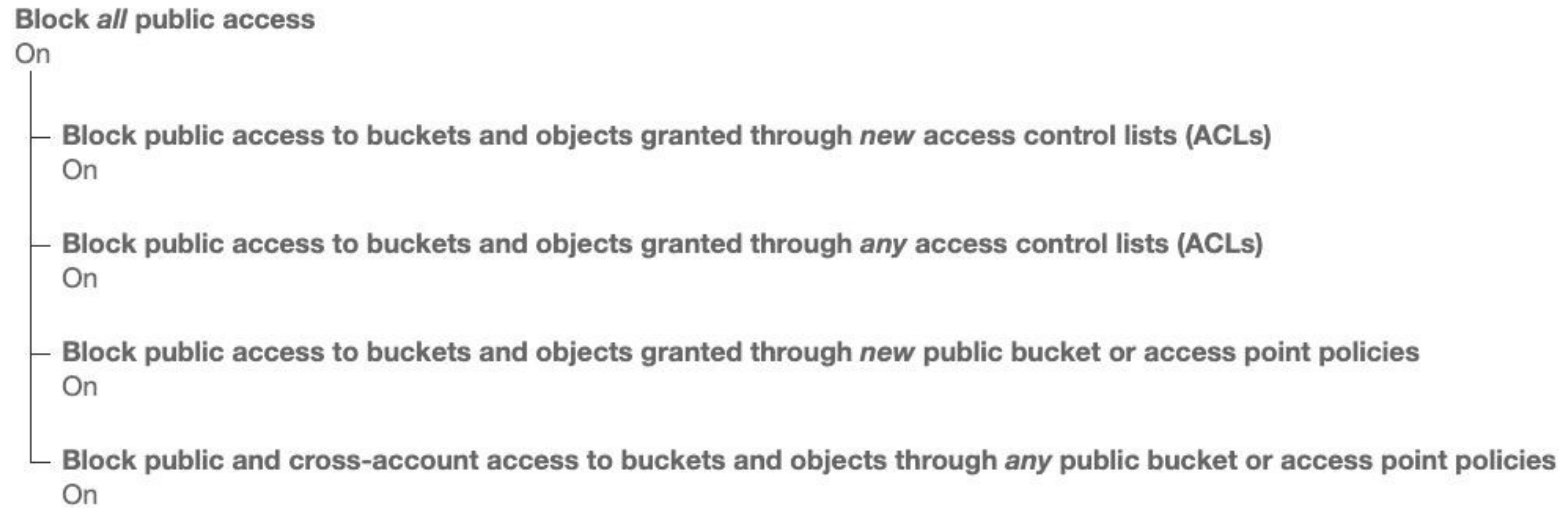 Block all public access
On
Block public access to buckets and objects granted through new access control lists (ACLs)
On
Block public access to buckets and objects granted through any access control lists (ACLs)
On
Block public access to buckets and objects granted through new public bucket or access point policies
On
Block public and cross-account access to buckets and objects through any public bucket or access point policies
On